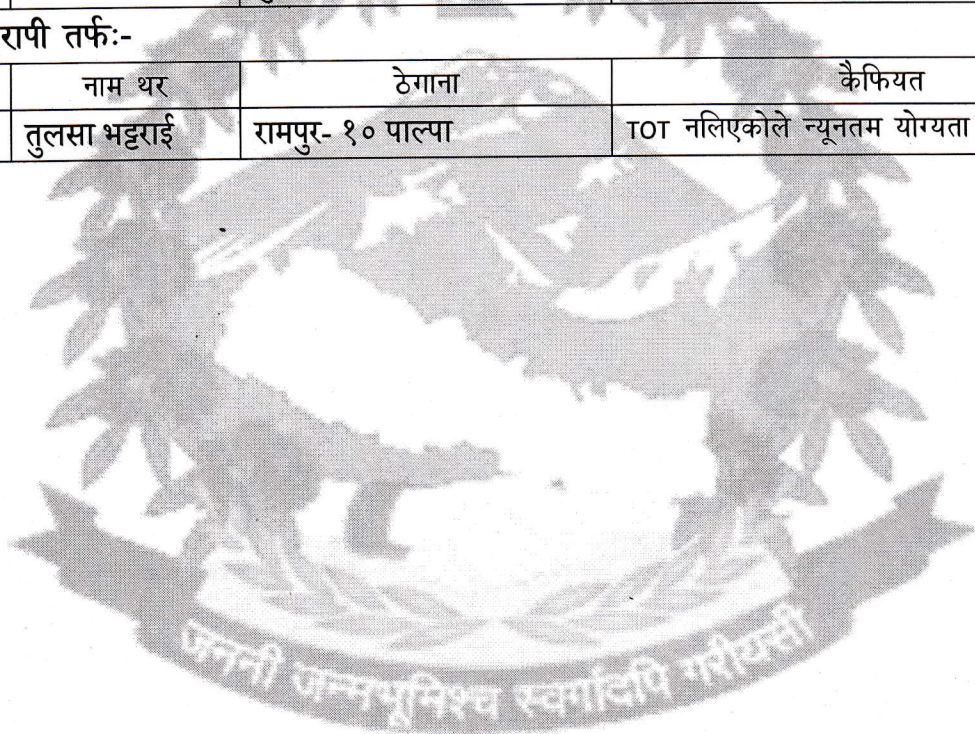 रापी तर्फः-
नाम थर ठेगाना कैफियत
तुलसा भट्टराई रामपुर- १० पाल्पा TOT नलिएकोले न्यूनतम योग्यता
जननी जन्मभूमिश्च स्वर्गादपि गरीयसी